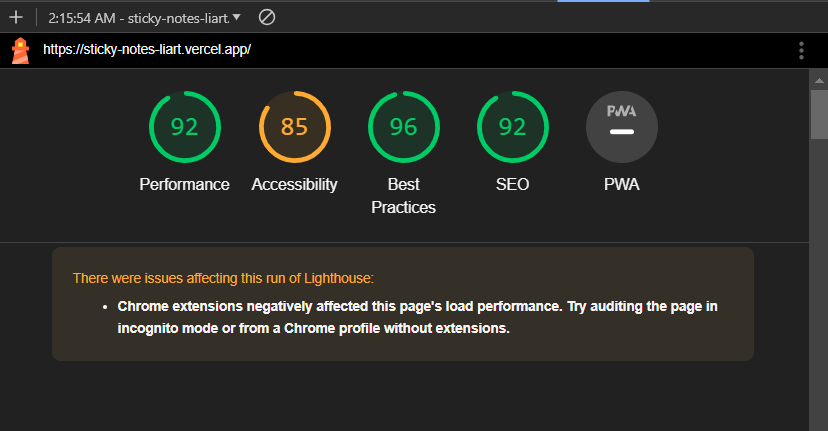 2:15:54 AM - sticky-notes-liart.
https://sticky-notes-liart.vercel.app/
92 85 96 92 PWA
Performance Accessibility Best Practices SEO PWA
There were issues affecting this run of Lighthouse:
• Chrome extensions negatively affected this page's load performance. Try auditing the page in
incognito mode or from a Chrome profile without extensions.